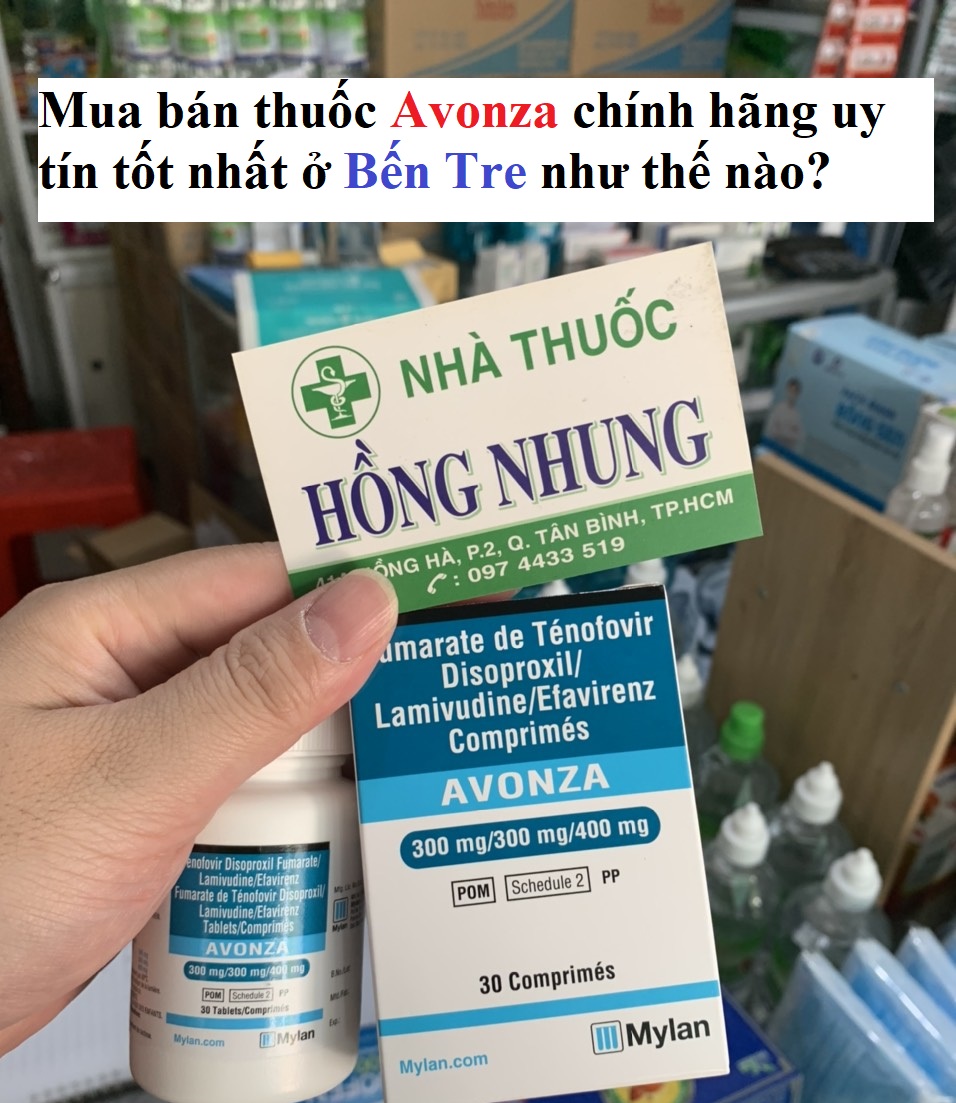 Mua bán thuốc Avonza chính hãng uy
tín tốt nhất ở Bến Tre như thế nào?
NHÀ THUỐC
HỒNG NHUNG
HÀ, P.2, Q. TÂN BÌNH, TP.HCM
: 097 4433 519
de Ténofovir
Disoproxil/
Lamivudine/Efavirenz
Comprimés
AVONZA
300 mg/300 mg/400 mg
POM Schedule 2 PP
30 Comprimés
Mylan.com Mylan
Disoproxil Fumarate/
Lamivudine/Efavirenz
Fumarate de Ténofovir Disoproxil/
Lamivudine/Efavirenz
Tablets/Comprimés
AVONZA
300 mg/300 mg/400 mg
POM Schedule 2 PP
30 Tablets/Comprimés
Mylan.com Mylan
Mylan